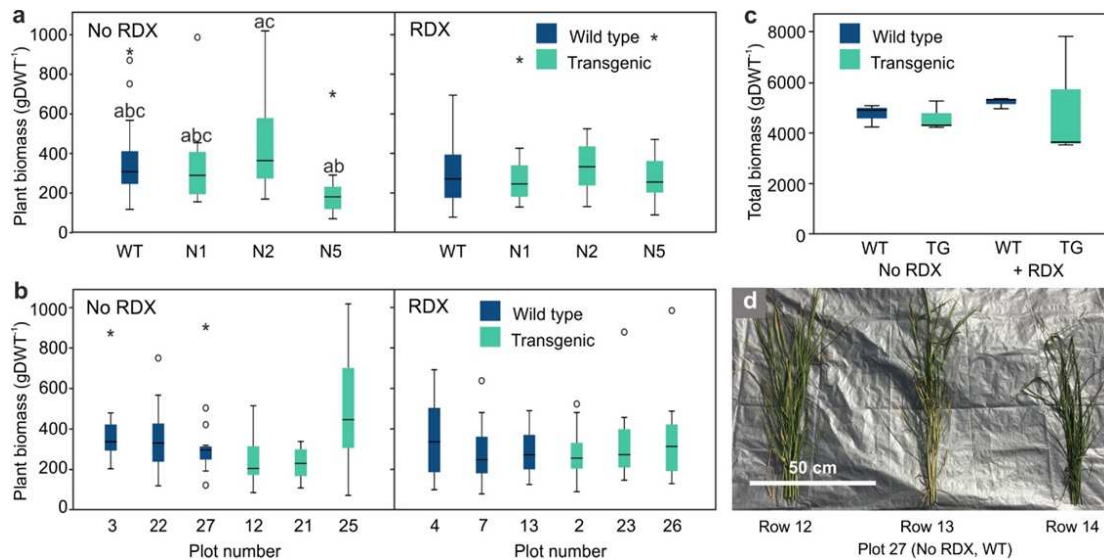 a
No RDX
RDX
Wild type
Transgenic
Plant biomass (gDWT⁻¹)
1000
800
600
400
200
0
abc
abc
ac
ab
*
*
*
*
WT
N1
N2
N5
WT
N1
N2
N5
b
No RDX
RDX
Wild type
Transgenic
Plant biomass (gDWT⁻¹)
1000
800
600
400
200
0
*
*
3
22
27
12
21
25
4
7
13
2
23
26
Plot number
Plot number
c
Wild type
Transgenic
Total biomass (gDWT⁻¹)
8000
6000
4000
2000
0
WT
TG
WT
TG
No RDX
+ RDX
d
50 cm
Row 12
Row 13
Row 14
Plot 27 (No RDX, WT)